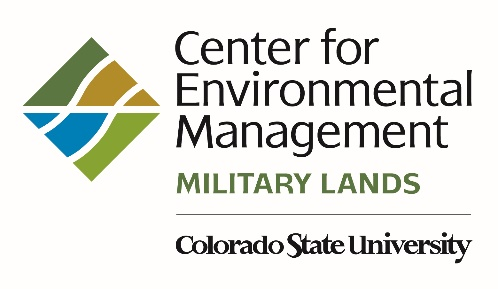 Center for
Environmental
Management
MILITARY LANDS
Colorado State University